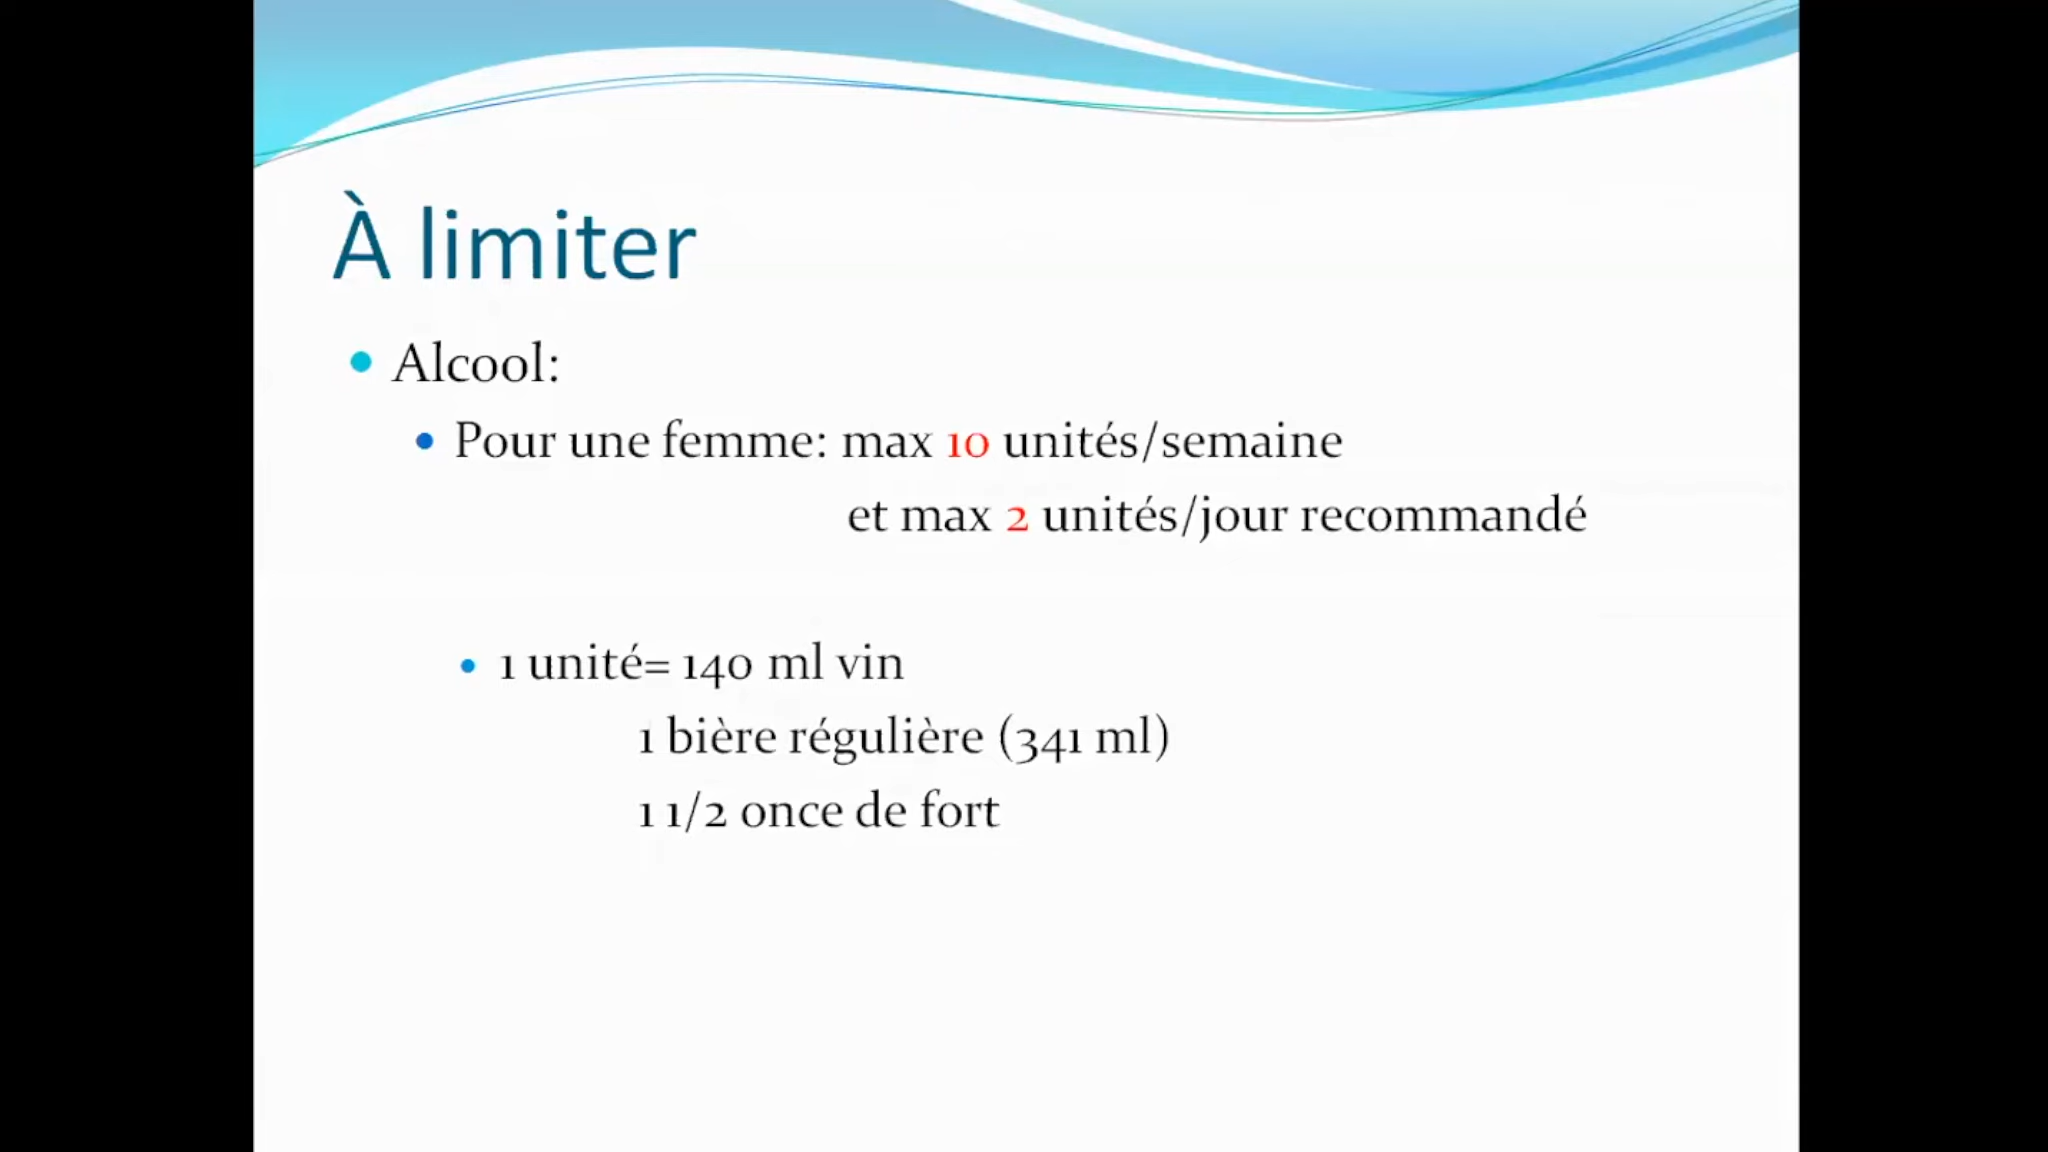 À limiter
Alcool:
Pour une femme: max 10 unités/semaine
et max 2 unités/jour recommandé
1 unité= 140 ml vin
1 bière régulière (341 ml)
1 1/2 once de fort